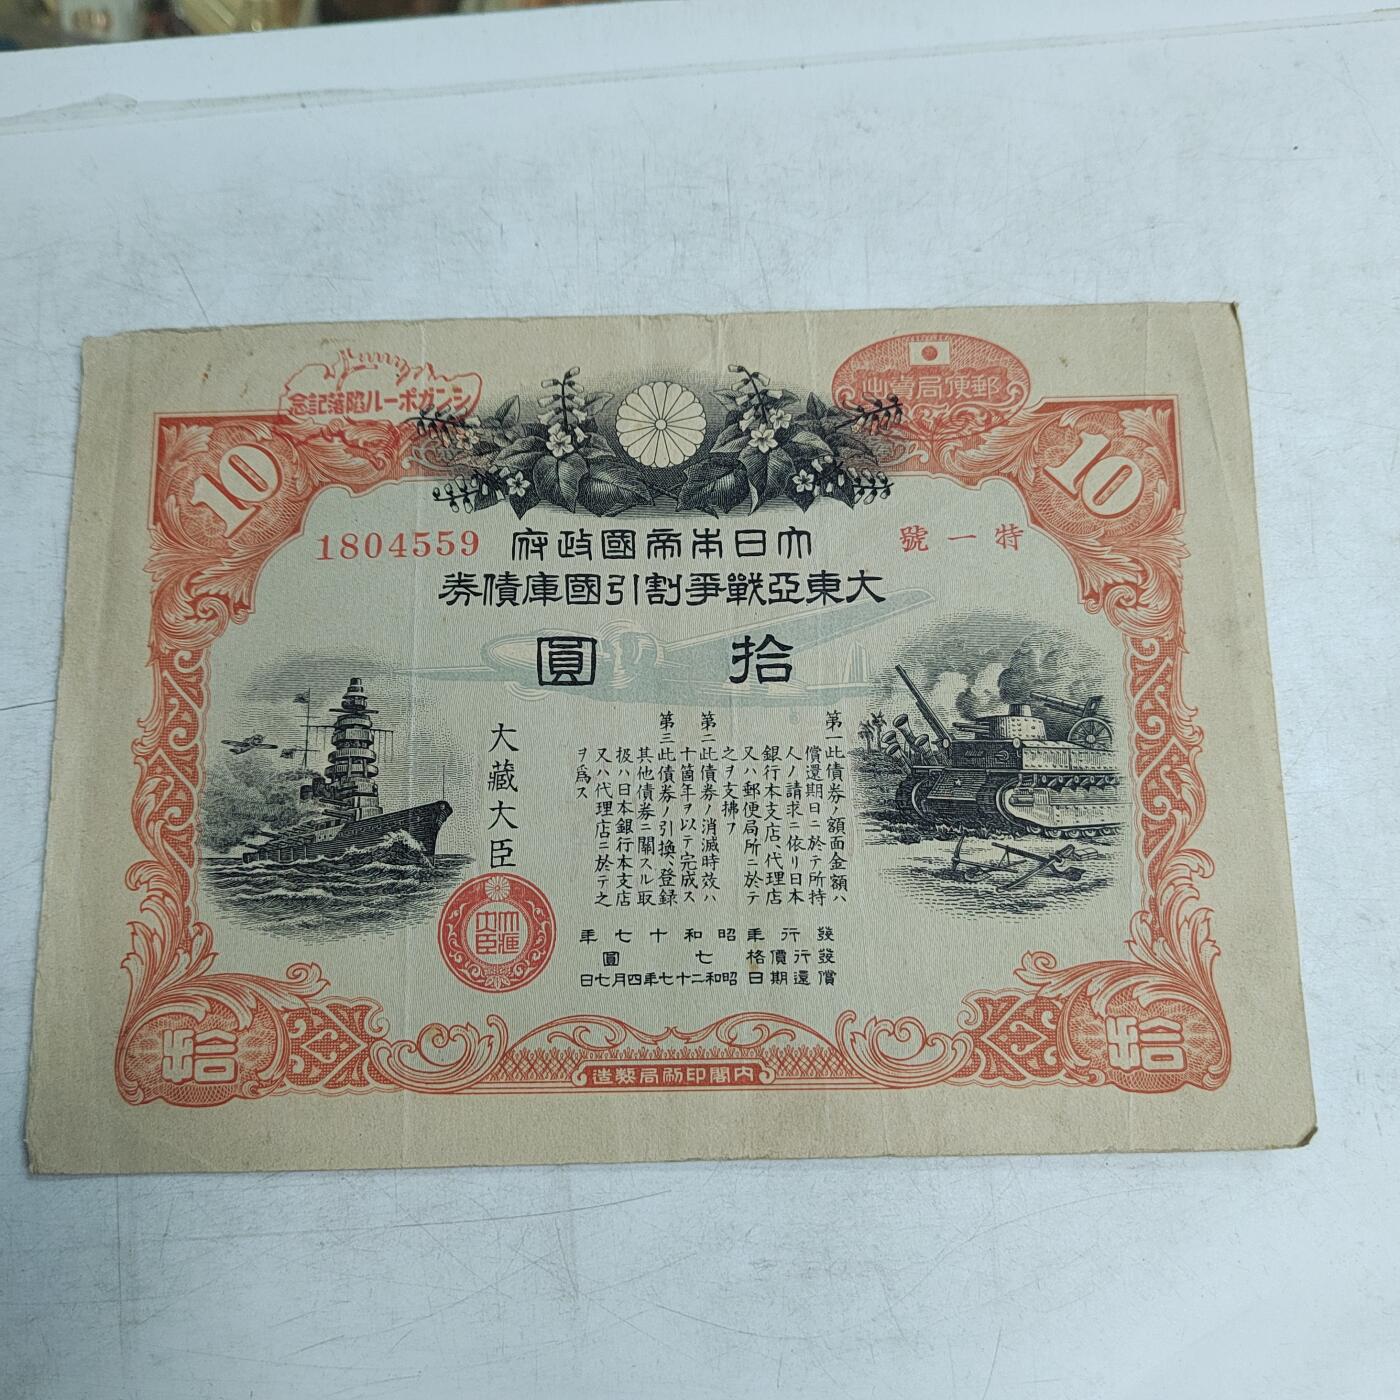 シンガポール陥落記念
郵便局賣出
10
10
1804559
大日本帝國政府
特一號
大東亞戰爭割引國庫債券
拾圓
第一此債券ノ額面金額ハ
償還期日ニ於テ所持
人ノ請求ニ依リ日本
銀行本支店、代理店
又ハ郵便局所ニ於テ
之ヲ支拂フ
第二此債券ノ消滅時效ハ
十箇年ヲ以テ完成ス
第三此債券ノ引換、登錄
其他債券ニ關スル取
扱ハ日本銀行本支店
又ハ代理店ニ於テ之
ヲ爲ス
大藏大臣
發行年昭和十七年
發行價格七圓
償還期日昭和二十七年四月七日
拾
拾
內閣印刷局製造